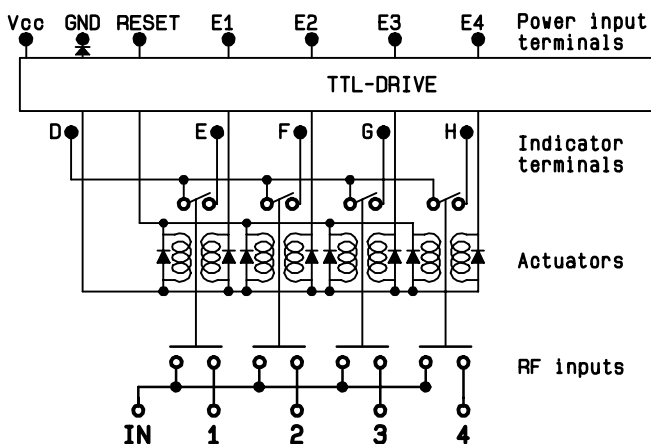 Vcc GND RESET E1 E2 E3 E4 Power input
terminals
TTL-DRIVE
D E F G H Indicator
terminals
Actuators
RF inputs
IN 1 2 3 4